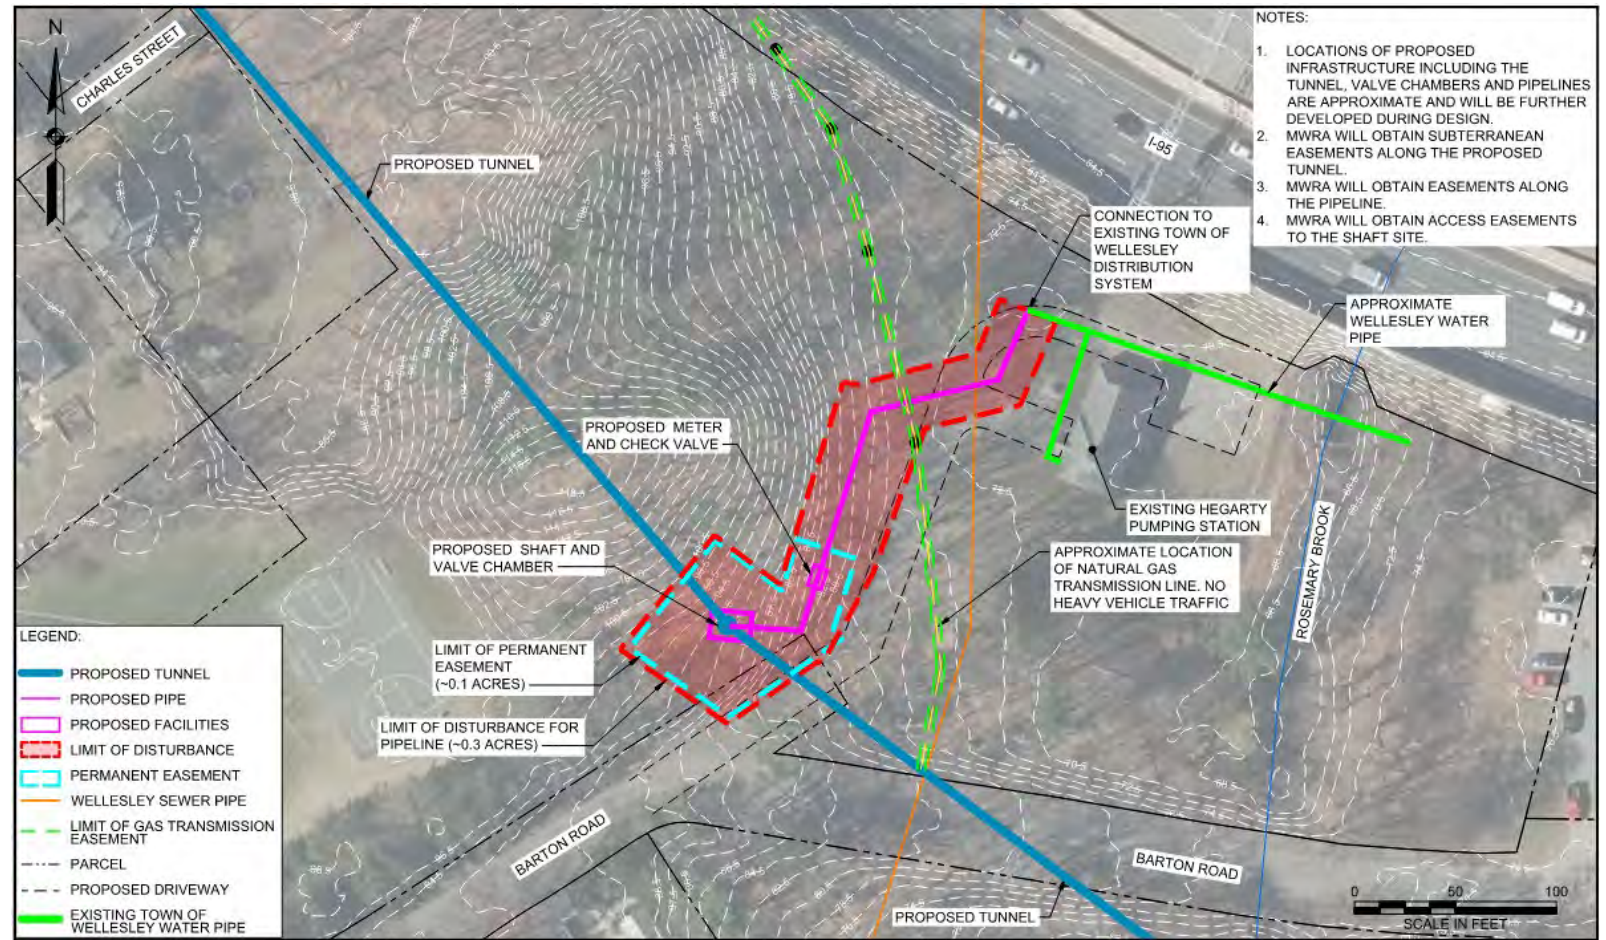 N
CHARLES STREET
PROPOSED TUNNEL
I-95
NOTES:
1. LOCATIONS OF PROPOSED
INFRASTRUCTURE INCLUDING THE
TUNNEL, VALVE CHAMBERS AND PIPELINES
ARE APPROXIMATE AND WILL BE FURTHER
DEVELOPED DURING DESIGN.
2. MWRA WILL OBTAIN SUBTERRANEAN
EASEMENTS ALONG THE PROPOSED
TUNNEL.
3. MWRA WILL OBTAIN EASEMENTS ALONG
THE PIPELINE.
4. MWRA WILL OBTAIN ACCESS EASEMENTS
TO THE SHAFT SITE.
CONNECTION TO
EXISTING TOWN OF
WELLESLEY
DISTRIBUTION
SYSTEM
APPROXIMATE
WELLESLEY WATER
PIPE
PROPOSED METER
AND CHECK VALVE
EXISTING HEGARTY
PUMPING STATION
PROPOSED SHAFT AND
VALVE CHAMBER
APPROXIMATE LOCATION
OF NATURAL GAS
TRANSMISSION LINE. NO
HEAVY VEHICLE TRAFFIC
ROSEMARY BROOK
LIMIT OF PERMANENT
EASEMENT
(~0.1 ACRES)
LIMIT OF DISTURBANCE FOR
PIPELINE (~0.3 ACRES)
LEGEND:
PROPOSED TUNNEL
PROPOSED PIPE
PROPOSED FACILITIES
LIMIT OF DISTURBANCE
PERMANENT EASEMENT
WELLESLEY SEWER PIPE
LIMIT OF GAS TRANSMISSION
EASEMENT
PARCEL
PROPOSED DRIVEWAY
EXISTING TOWN OF
WELLESLEY WATER PIPE
BARTON ROAD
BARTON ROAD
PROPOSED TUNNEL
0 50 100
SCALE IN FEET